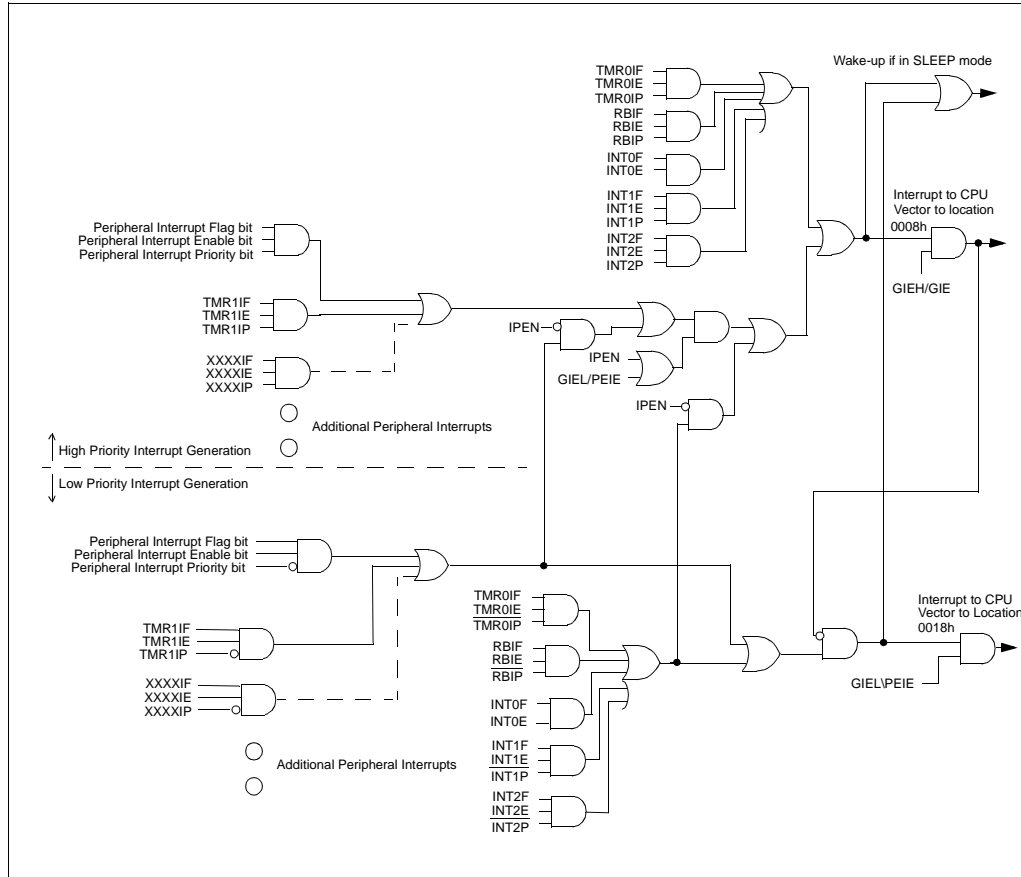 Wake-up if in SLEEP mode
TMR0IF
TMR0IE
TMR0IP
RBIF
RBIE
RBIP
INT0F
INT0E
INT1F
INT1E
INT1P
INT2F
INT2E
INT2P
Interrupt to CPU
Vector to location
0008h
GIEH/GIE
Peripheral Interrupt Flag bit
Peripheral Interrupt Enable bit
Peripheral Interrupt Priority bit
TMR1IF
TMR1IE
TMR1IP
XXXXIF
XXXXIE
XXXXIP
IPEN
IPEN
GIEL/PEIE
IPEN
Additional Peripheral Interrupts
High Priority Interrupt Generation
Low Priority Interrupt Generation
Peripheral Interrupt Flag bit
Peripheral Interrupt Enable bit
Peripheral Interrupt Priority bit
TMR1IF
TMR1IE
TMR1IP
XXXXIF
XXXXIE
XXXXIP
Additional Peripheral Interrupts
TMR0IF
TMR0IE
TMR0IP
RBIF
RBIE
RBIP
INT0F
INT0E
INT1F
INT1E
INT1P
INT2F
INT2E
INT2P
Interrupt to CPU
Vector to Location
0018h
GIEL\PEIE